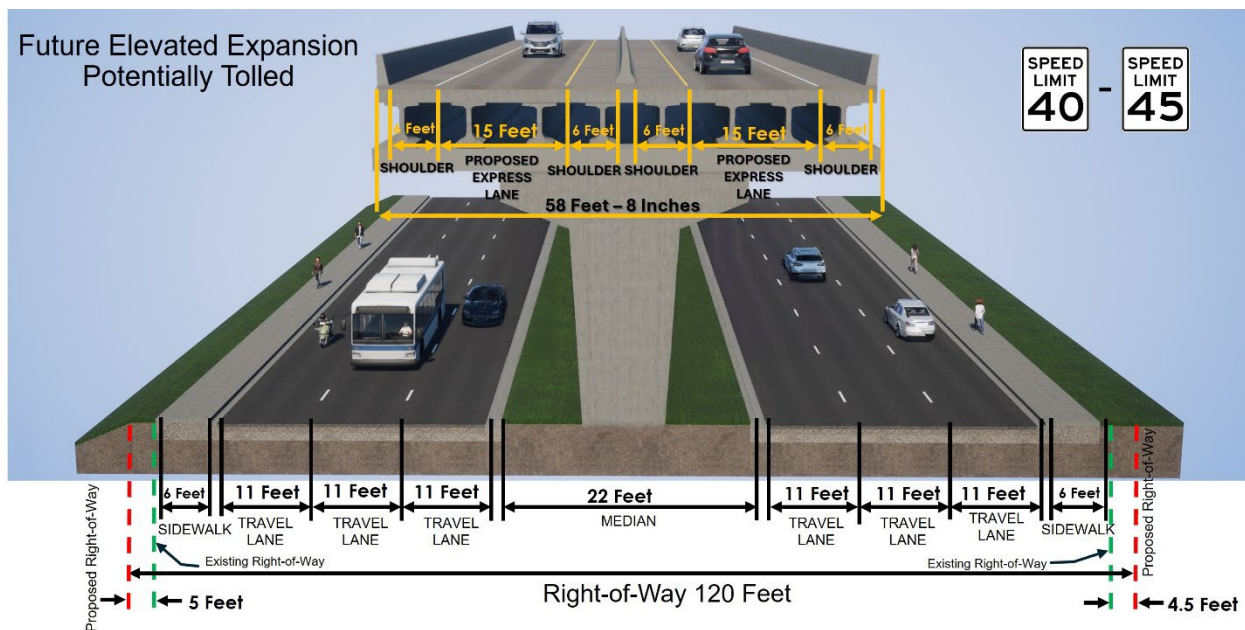 Future Elevated Expansion
Potentially Tolled
SPEED
LIMIT
40
-
SPEED
LIMIT
45
6 Feet
15 Feet
6 Feet
6 Feet
15 Feet
6 Feet
SHOULDER
PROPOSED
EXPRESS
LANE
SHOULDER
SHOULDER
PROPOSED
EXPRESS
LANE
SHOULDER
58 Feet – 8 Inches
6 Feet
11 Feet
11 Feet
11 Feet
22 Feet
11 Feet
11 Feet
11 Feet
6 Feet
SIDEWALK
TRAVEL
LANE
TRAVEL
LANE
TRAVEL
LANE
MEDIAN
TRAVEL
LANE
TRAVEL
LANE
TRAVEL
LANE
SIDEWALK
Proposed Right-of-Way
Existing Right-of-Way
Existing Right-of-Way
Proposed Right-of-Way
Right-of-Way 120 Feet
5 Feet
4.5 Feet